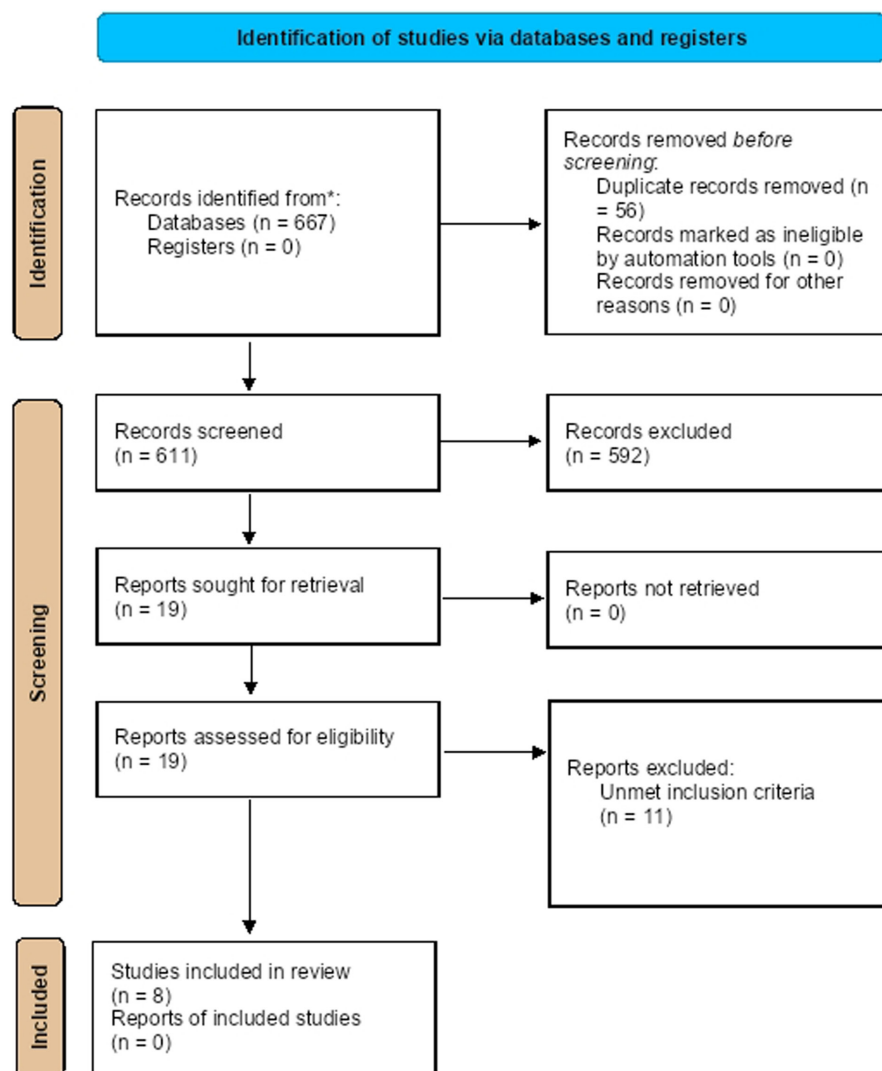 Identification of studies via databases and registers
Identification
Records identified from*:
Databases (n = 667)
Registers (n = 0)
Records removed before
screening:
Duplicate records removed (n
= 56)
Records marked as ineligible
by automation tools (n = 0)
Records removed for other
reasons (n = 0)
Screening
Records screened
(n = 611)
Records excluded
(n = 592)
Reports sought for retrieval
(n = 19)
Reports not retrieved
(n = 0)
Reports assessed for eligibility
(n = 19)
Reports excluded:
Unmet inclusion criteria
(n = 11)
Included
Studies included in review
(n = 8)
Reports of included studies
(n = 0)